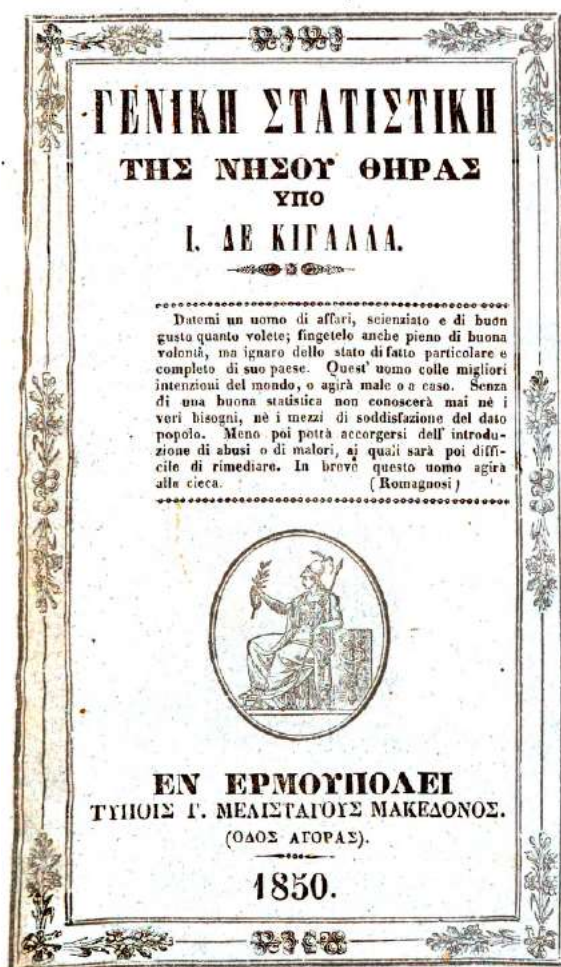 ΓΕΝΙΚΗ ΣΤΑΤΙΣΤΙΚΗ
ΤΗΣ ΝΗΣΟΥ ΘΗΡΑΣ
ΥΠΟ
Ι. ΔΕ ΚΙΓΑΛΛΑ.
Datemi un uomo di affari, scienziato e di buon
gusto quanto volete; fingetelo anche pieno di buona
volontà, ma ignaro dello stato di fatto particolare e
completo di suo paese. Quest' uomo colle migliori
intenzioni del mondo, o agirà male o a caso. Senza
di una buona statistica non conoscerà mai nè i
veri bisogni, nè i mezzi di soddisfazione del dato
popolo. Meno poi potrà accorgersi dell' introdu-
zione di abusi o di malori, ai quali sarà poi diffi-
cile di rimediare. In breve questo uomo agirà
alla cieca. (Romagnosi)
ΕΝ ΕΡΜΟΥΠΟΛΕΙ
ΤΥΠΟΙΣ Γ. ΜΕΛΙΣΤΑΓΟΥΣ ΜΑΚΕΔΟΝΟΣ.
(ΟΔΟΣ ΑΓΟΡΑΣ).
1850.